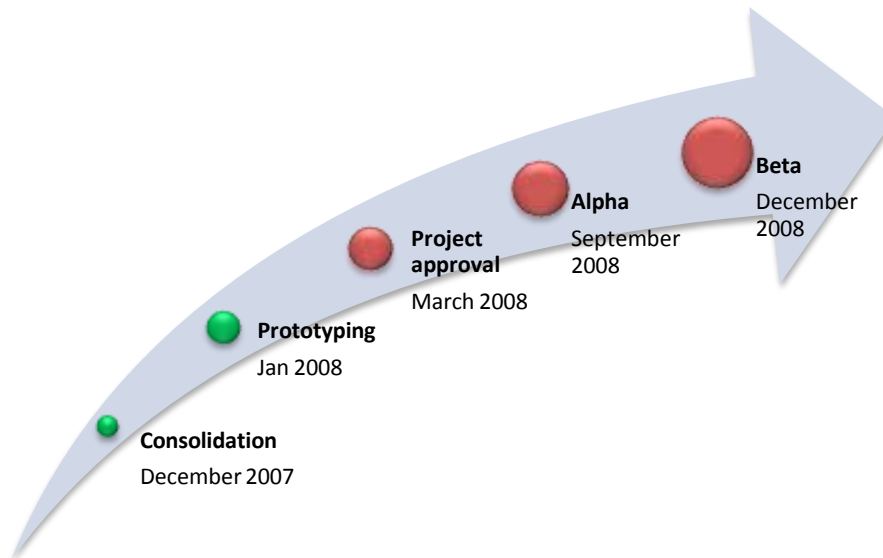 Consolidation
December 2007
Prototyping
Jan 2008
Project
approval
March 2008
Alpha
September
2008
Beta
December
2008